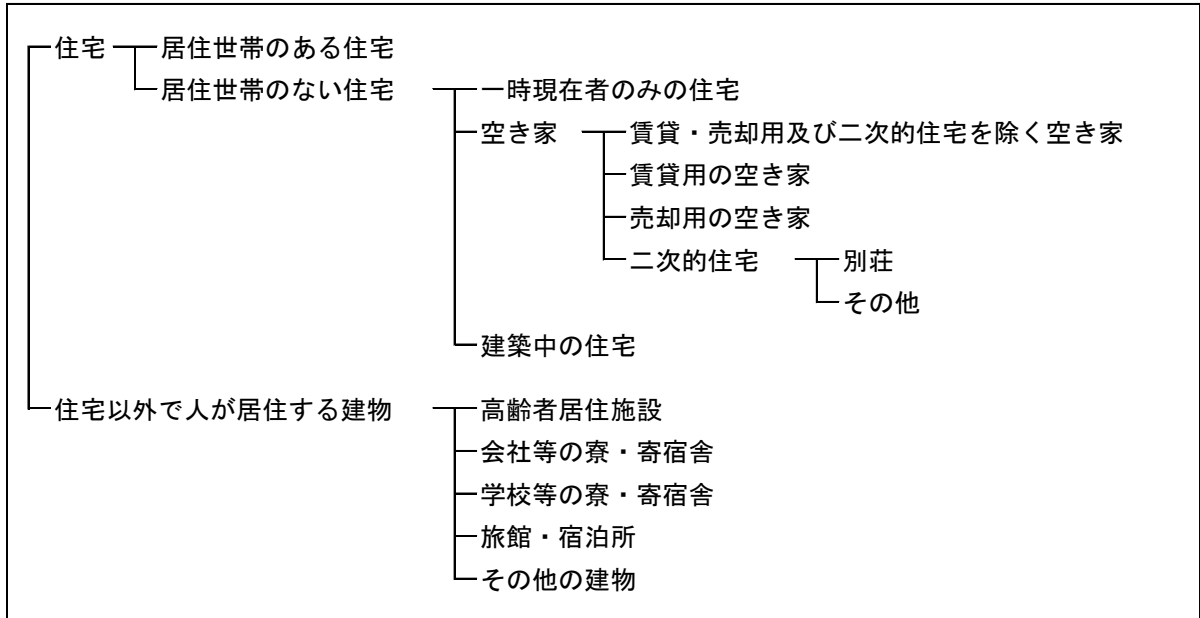 住宅 居住世帯のある住宅
居住世帯のない住宅 一時現在者のみの住宅
空き家 賃貸・売却用及び二次的住宅を除く空き家
賃貸用の空き家
売却用の空き家
二次的住宅 別荘
その他
建築中の住宅
住宅以外で人が居住する建物 高齢者居住施設
会社等の寮・寄宿舎
学校等の寮・寄宿舎
旅館・宿泊所
その他の建物